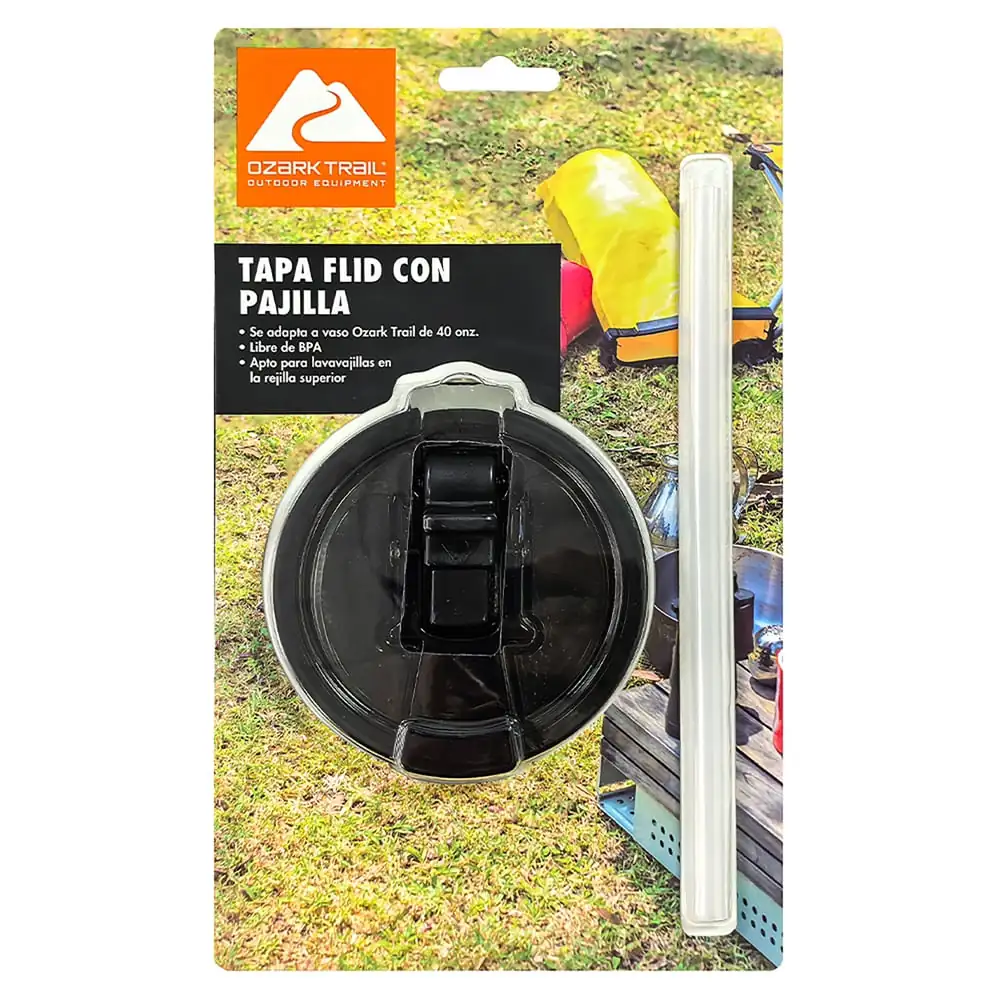 OZARK TRAIL
OUTDOOR EQUIPMENT
TAPA FLID CON
PAJILLA
• Se adapta a vaso Ozark Trail de 40 onz.
• Libre de BPA
• Apto para lavavajillas en
la rejilla superior